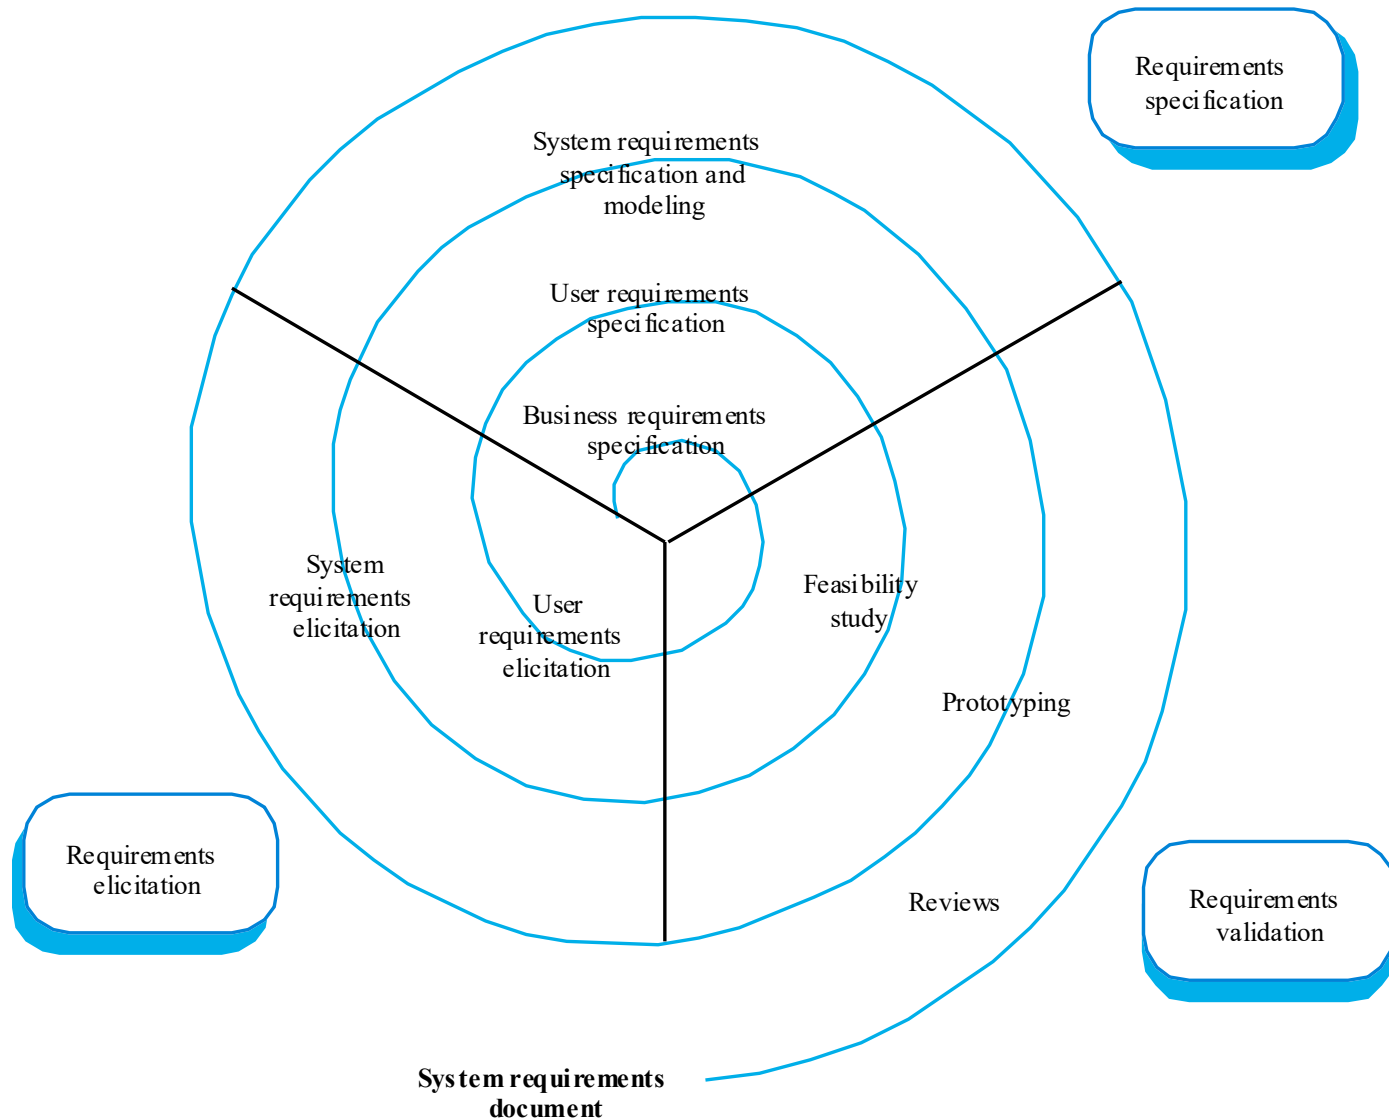 Requirements
specification
System requirements
specification and
modeling
User requirements
specification
Business requirements
specification
System
requirements
elicitation
User
requirements
elicitation
Feasibility
study
Prototyping
Requirements
elicitation
Reviews
Requirements
validation
System requirements
document